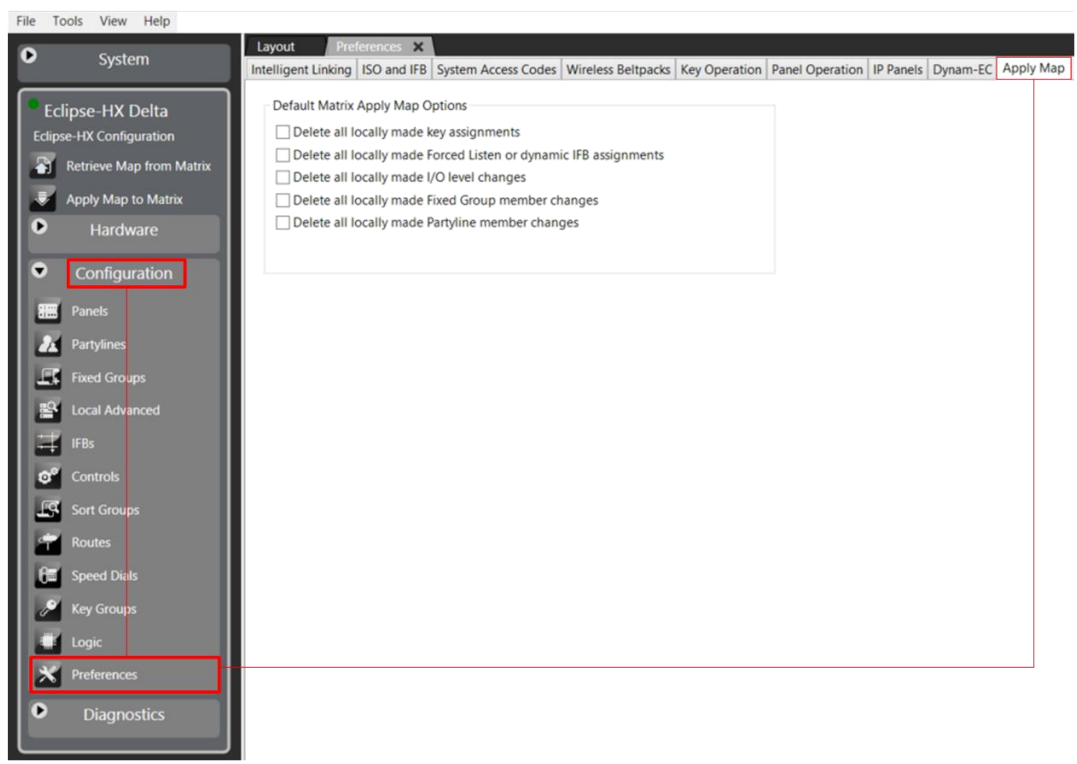 File Tools View Help
System
Eclipse-HX Delta
Eclipse-HX Configuration
Retrieve Map from Matrix
Apply Map to Matrix
Hardware
Configuration
Panels
Partylines
Fixed Groups
Local Advanced
IFBs
Controls
Sort Groups
Routes
Speed Dials
Key Groups
Logic
Preferences
Diagnostics
Layout Preferences X
Intelligent Linking ISO and IFB System Access Codes Wireless Beltpacks Key Operation Panel Operation IP Panels Dynam-EC Apply Map
Default Matrix Apply Map Options
Delete all locally made key assignments
Delete all locally made Forced Listen or dynamic IFB assignments
Delete all locally made I/O level changes
Delete all locally made Fixed Group member changes
Delete all locally made Partyline member changes